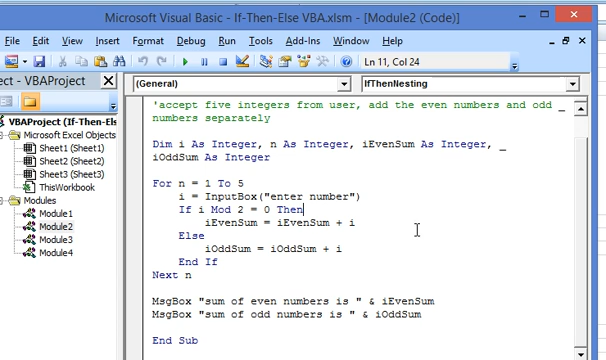 Microsoft Visual Basic - If-Then-Else VBA.xlsm - [Module2 (Code)]
File Edit View Insert Format Debug Run Tools Add-Ins Window Help
Ln 11, Col 24
ect - VBAProject
(General) IfThenNesting
VBAProject (If-Then-Els
Microsoft Excel Objects
Sheet1 (Sheet1)
Sheet2 (Sheet2)
Sheet3 (Sheet3)
ThisWorkbook
Modules
Module1
Module2
Module3
Module4
'accept five integers from user, add the even numbers and odd _
numbers separately
Dim i As Integer, n As Integer, iEvenSum As Integer, _
iOddSum As Integer
For n = 1 To 5
i = InputBox("enter number")
If i Mod 2 = 0 Then
iEvenSum = iEvenSum + i
Else
iOddSum = iOddSum + i
End If
Next n
MsgBox "sum of even numbers is " & iEvenSum
MsgBox "sum of odd numbers is " & iOddSum
End Sub